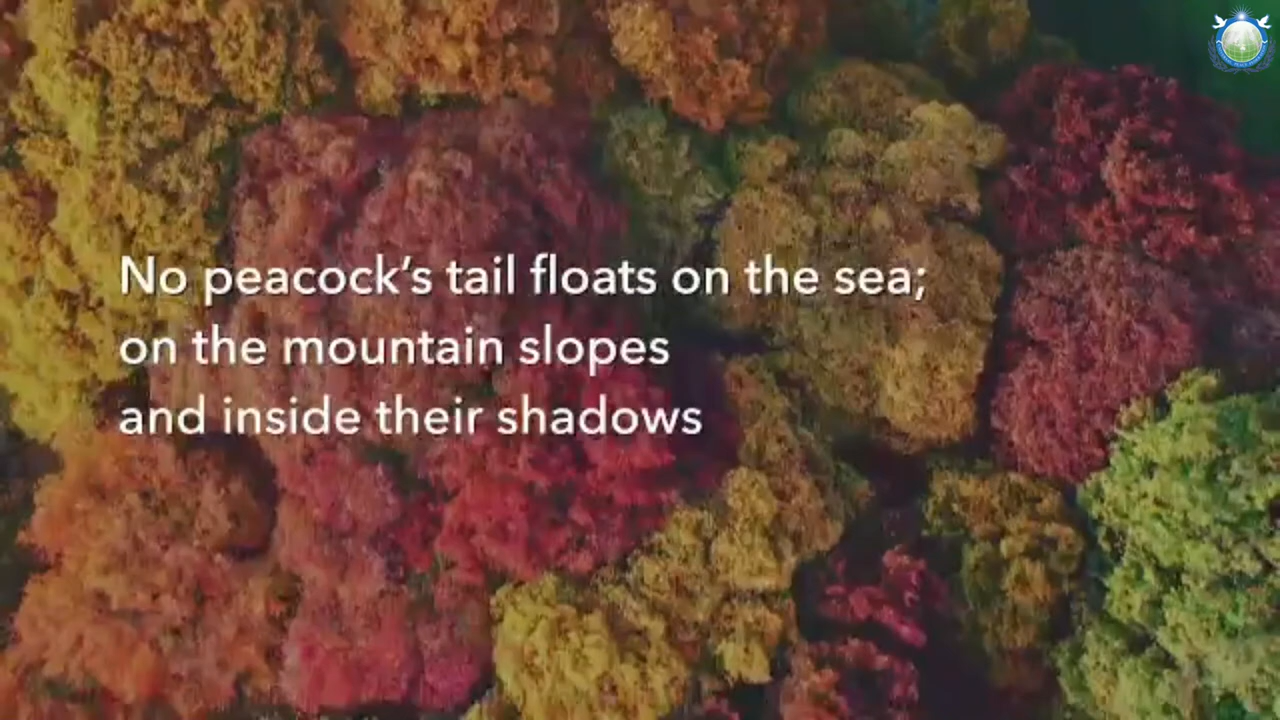 No peacock’s tail floats on the sea;
on the mountain slopes
and inside their shadows